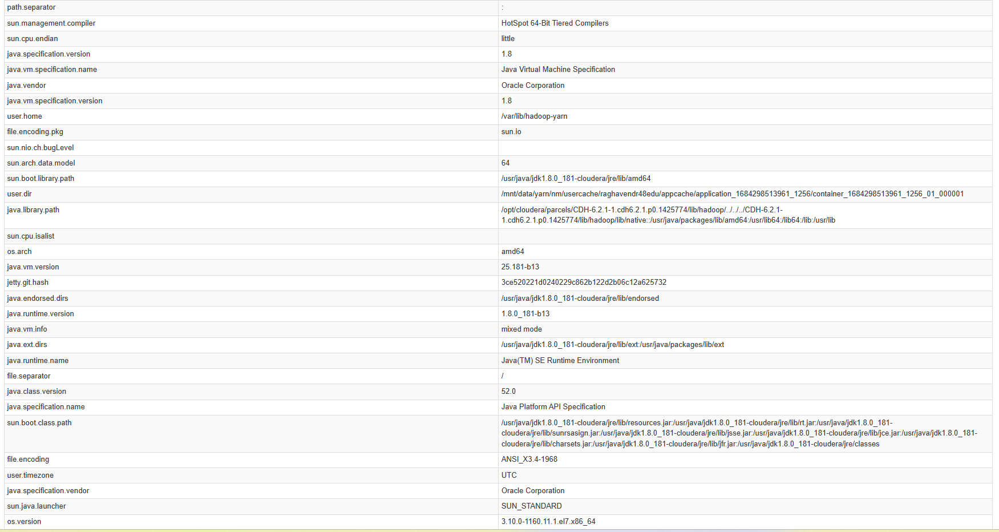 path.separator :
sun.management.compiler HotSpot 64-Bit Tiered Compilers
sun.cpu.endian little
java.specification.version 1.8
java.vm.specification.name Java Virtual Machine Specification
java.vendor Oracle Corporation
java.vm.specification.version 1.8
user.home /var/lib/hadoop-yarn
file.encoding.pkg sun.io
sun.nio.ch.bugLevel
sun.arch.data.model 64
sun.boot.library.path /usr/java/jdk1.8.0_181-cloudera/jre/lib/amd64
user.dir /mnt/data/yarn/nm/usercache/raghavendr48edu/appcache/application_1684298513961_1256/container_1684298513961_1256_01_000001
java.library.path /opt/cloudera/parcels/CDH-6.2.1-1.cdh6.2.1.p0.1425774/lib/hadoop/../../../CDH-6.2.1-
1.cdh6.2.1.p0.1425774/lib/hadoop/lib/native::/usr/java/packages/lib/amd64:/usr/lib64:/lib64:/lib:/usr/lib
sun.cpu.isalist
os.arch amd64
java.vm.version 25.181-b13
jetty.git.hash 3ce520221d0240229c862b122d2b06c12a625732
java.endorsed.dirs /usr/java/jdk1.8.0_181-cloudera/jre/lib/endorsed
java.runtime.version 1.8.0_181-b13
java.vm.info mixed mode
java.ext.dirs /usr/java/jdk1.8.0_181-cloudera/jre/lib/ext:/usr/java/packages/lib/ext
java.runtime.name Java(TM) SE Runtime Environment
file.separator /
java.class.version 52.0
java.specification.name Java Platform API Specification
sun.boot.class.path /usr/java/jdk1.8.0_181-cloudera/jre/lib/resources.jar:/usr/java/jdk1.8.0_181-cloudera/jre/lib/rt.jar:/usr/java/jdk1.8.0_181-
cloudera/jre/lib/sunrsasign.jar:/usr/java/jdk1.8.0_181-cloudera/jre/lib/jsse.jar:/usr/java/jdk1.8.0_181-cloudera/jre/lib/jce.jar:/usr/java/jdk1.8.0_181-
cloudera/jre/lib/charsets.jar:/usr/java/jdk1.8.0_181-cloudera/jre/lib/jfr.jar:/usr/java/jdk1.8.0_181-cloudera/jre/classes
file.encoding ANSI_X3.4-1968
user.timezone UTC
java.specification.vendor Oracle Corporation
sun.java.launcher SUN_STANDARD
os.version 3.10.0-1160.11.1.el7.x86_64